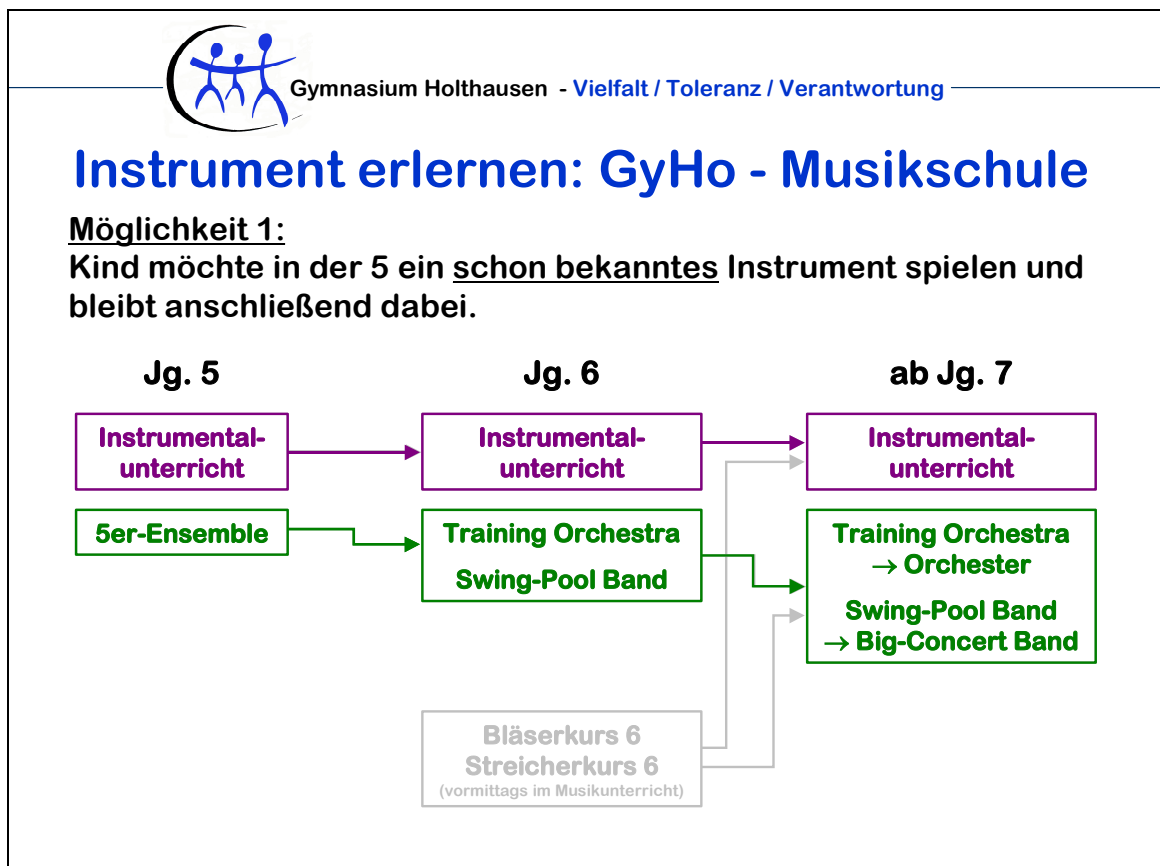 Gymnasium Holthausen - Vielfalt / Toleranz / Verantwortung
Instrument erlernen: GyHo - Musikschule
Möglichkeit 1:
Kind möchte in der 5 ein schon bekanntes Instrument spielen und
bleibt anschließend dabei.
Jg. 5
Jg. 6
ab Jg. 7
Instrumental-
unterricht
Instrumental-
unterricht
Instrumental-
unterricht
5er-Ensemble
Training Orchestra
Swing-Pool Band
Training Orchestra
→ Orchester
Swing-Pool Band
→ Big-Concert Band
Bläserkurs 6
Streicherkurs 6
(vormittags im Musikunterricht)